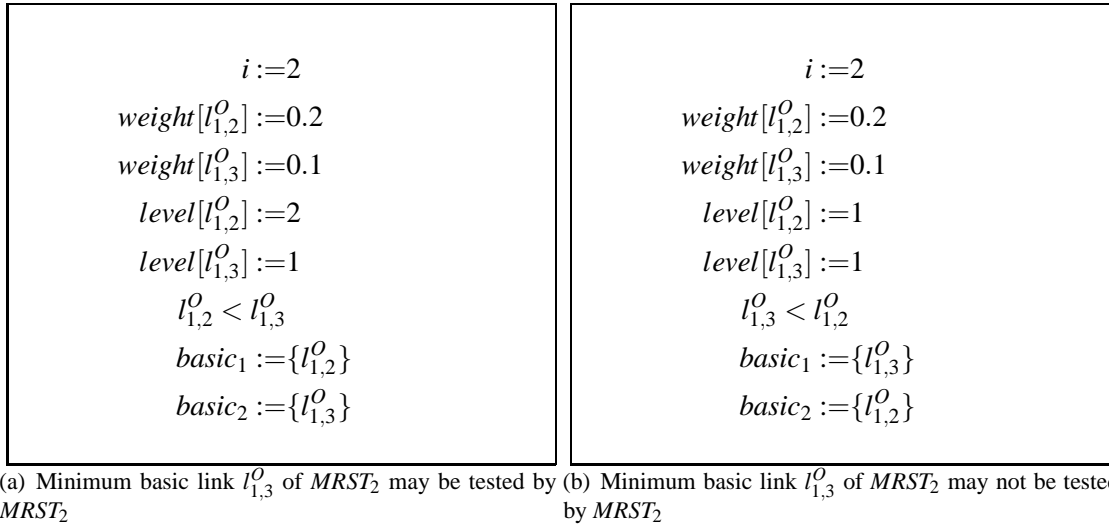 i :=2
weight[l^O_{1,2}] :=0.2
weight[l^O_{1,3}] :=0.1
level[l^O_{1,2}] :=2
level[l^O_{1,3}] :=1
l^O_{1,2} < l^O_{1,3}
basic_1 :={l^O_{1,2}}
basic_2 :={l^O_{1,3}}
(a) Minimum basic link l^O_{1,3} of MRST_2 may be tested by
MRST_2
i :=2
weight[l^O_{1,2}] :=0.2
weight[l^O_{1,3}] :=0.1
level[l^O_{1,2}] :=1
level[l^O_{1,3}] :=1
l^O_{1,3} < l^O_{1,2}
basic_1 :={l^O_{1,3}}
basic_2 :={l^O_{1,2}}
(b) Minimum basic link l^O_{1,3} of MRST_2 may not be tested
by MRST_2